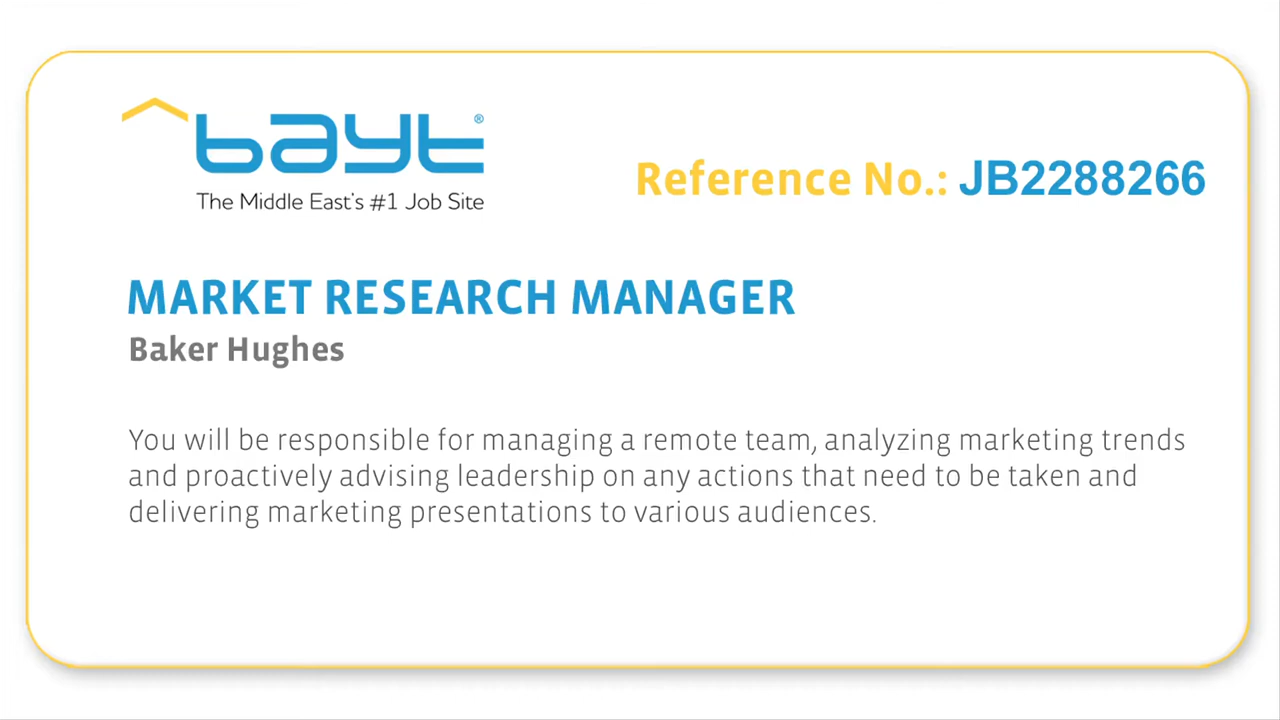 bayt®
The Middle East's #1 Job Site
Reference No.: JB2288266
MARKET RESEARCH MANAGER
Baker Hughes
You will be responsible for managing a remote team, analyzing marketing trends
and proactively advising leadership on any actions that need to be taken and
delivering marketing presentations to various audiences.